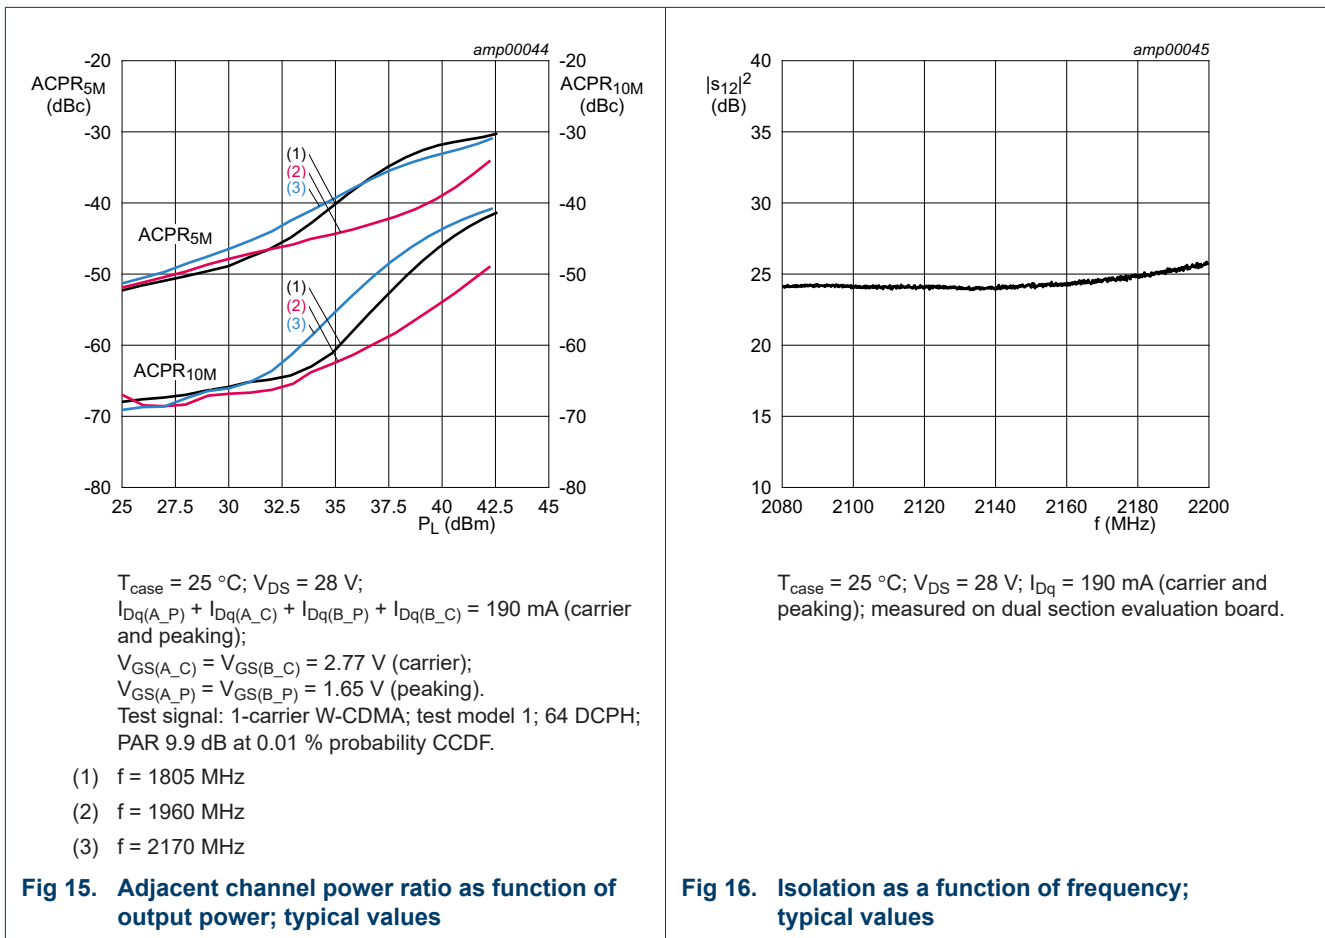 amp00044
-20
-20
ACPR5M
(dBc)
ACPR10M
(dBc)
-30
-30
(1)
(2)
(3)
-40
-40
ACPR5M
-50
-50
(1)
(2)
(3)
-60
-60
ACPR10M
-70
-70
-80
-80
25 27.5 30 32.5 35 37.5 40 42.5 45
PL (dBm)
Tcase = 25 °C; VDS = 28 V;
IDq(A_P) + IDq(A_C) + IDq(B_P) + IDq(B_C) = 190 mA (carrier
and peaking);
VGS(A_C) = VGS(B_C) = 2.77 V (carrier);
VGS(A_P) = VGS(B_P) = 1.65 V (peaking).
Test signal: 1-carrier W-CDMA; test model 1; 64 DCPH;
PAR 9.9 dB at 0.01 % probability CCDF.
(1) f = 1805 MHz
(2) f = 1960 MHz
(3) f = 2170 MHz
Fig 15. Adjacent channel power ratio as function of
output power; typical values
amp00045
40
|s12|2
(dB)
35
30
25
20
15
10
2080 2100 2120 2140 2160 2180 2200
f (MHz)
Tcase = 25 °C; VDS = 28 V; IDq = 190 mA (carrier and
peaking); measured on dual section evaluation board.
Fig 16. Isolation as a function of frequency;
typical values